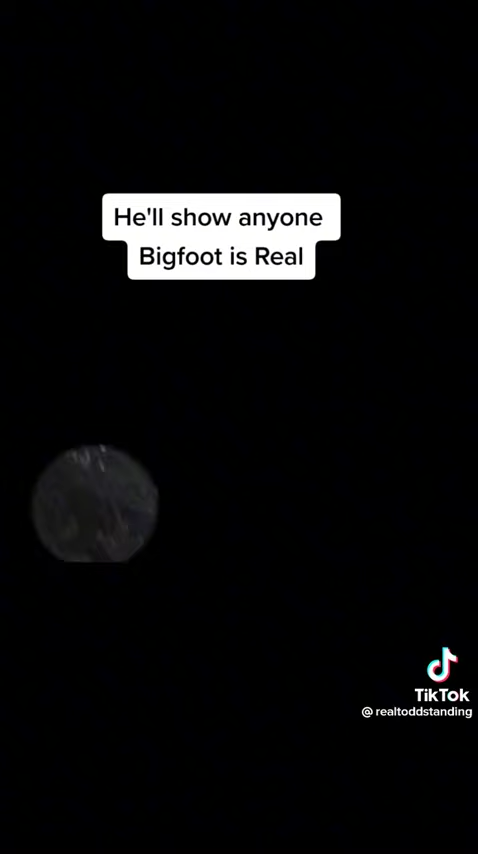 He'll show anyone
Bigfoot is Real
TikTok
@ realtoddstanding